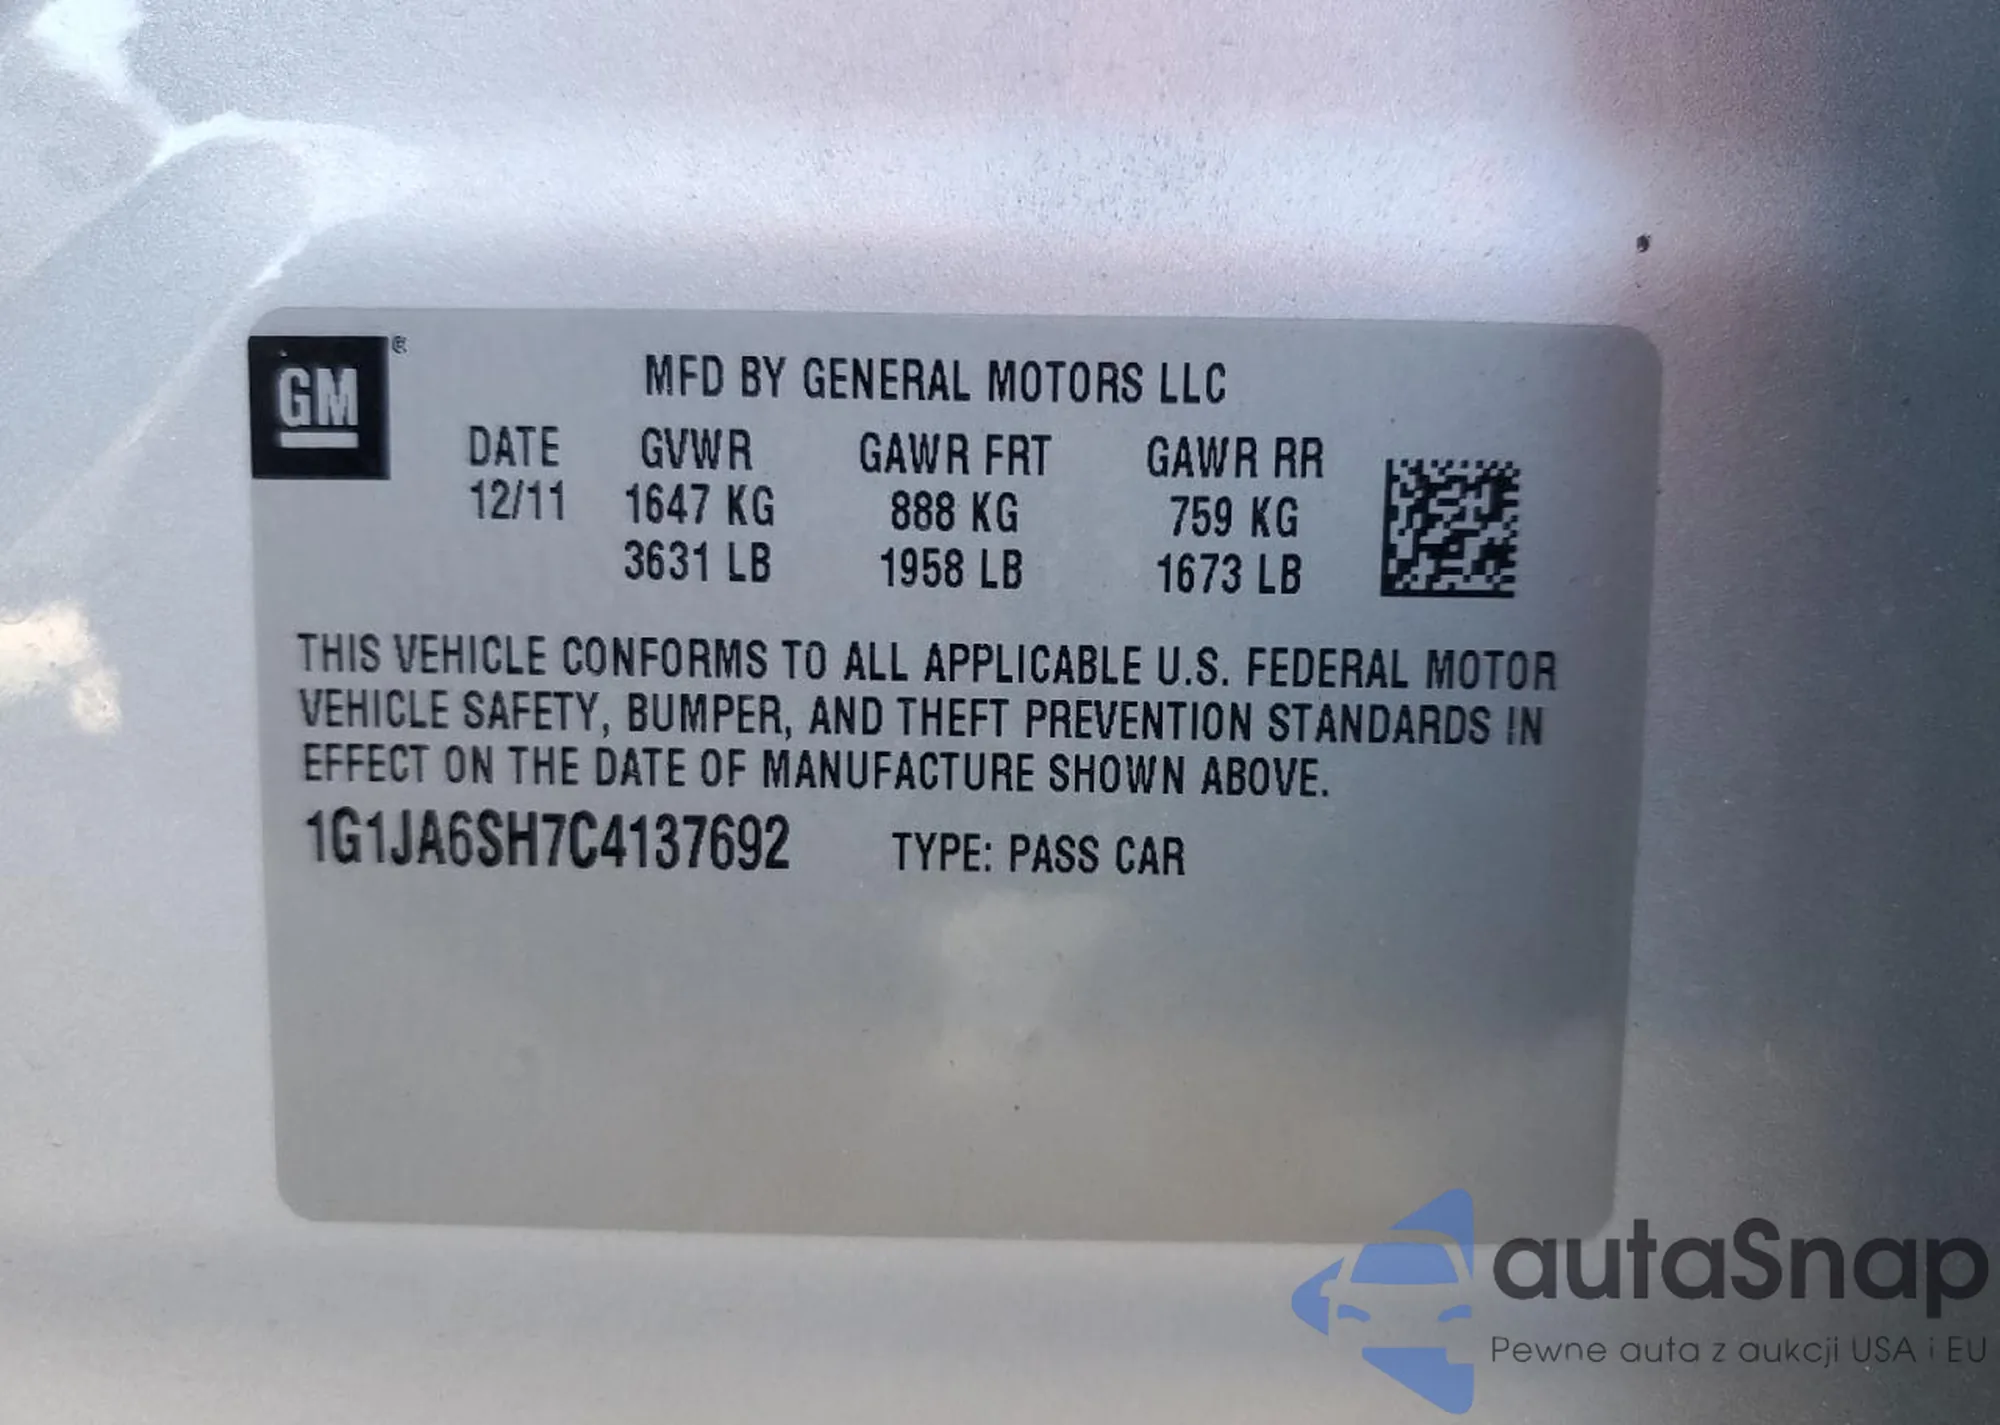 GM®
MFD BY GENERAL MOTORS LLC
DATE GVWR GAWR FRT GAWR RR
12/11 1647 KG 888 KG 759 KG
3631 LB 1958 LB 1673 LB
THIS VEHICLE CONFORMS TO ALL APPLICABLE U.S. FEDERAL MOTOR
VEHICLE SAFETY, BUMPER, AND THEFT PREVENTION STANDARDS IN
EFFECT ON THE DATE OF MANUFACTURE SHOWN ABOVE.
1G1JA6SH7C4137692 TYPE: PASS CAR
autaSnap
Pewne auta z aukcji USA i EU